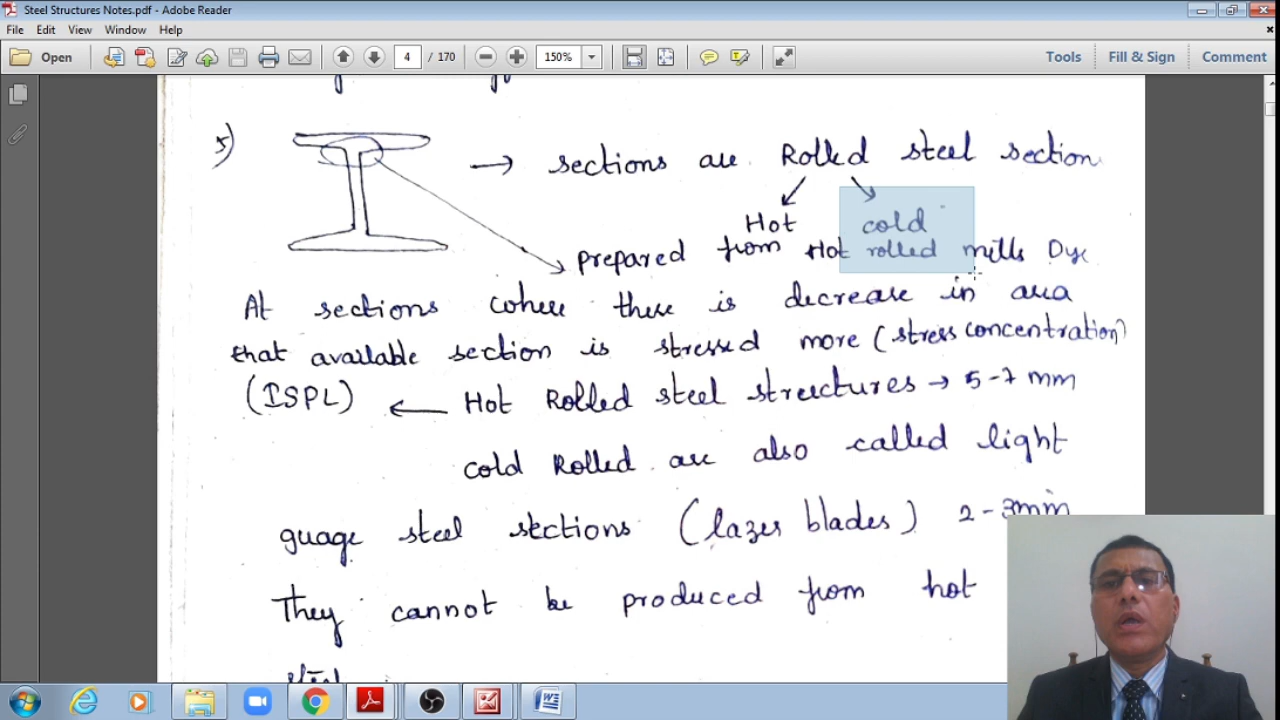 Steel Structures Notes.pdf - Adobe Reader
File Edit View Window Help
Open 4 / 170 150% Tools Fill & Sign Comment
5) → sections are Rolled steel section
Hot cold
prepared from Hot rolled mills Dye
At sections where there is decrease in area
that available section is stressed more (stress concentration)
(ISPL) ← Hot Rolled steel structures → 5-7 mm
cold Rolled are also called light
guage steel sections (lazer blades) 2-3mm
They cannot be produced from hot
steel